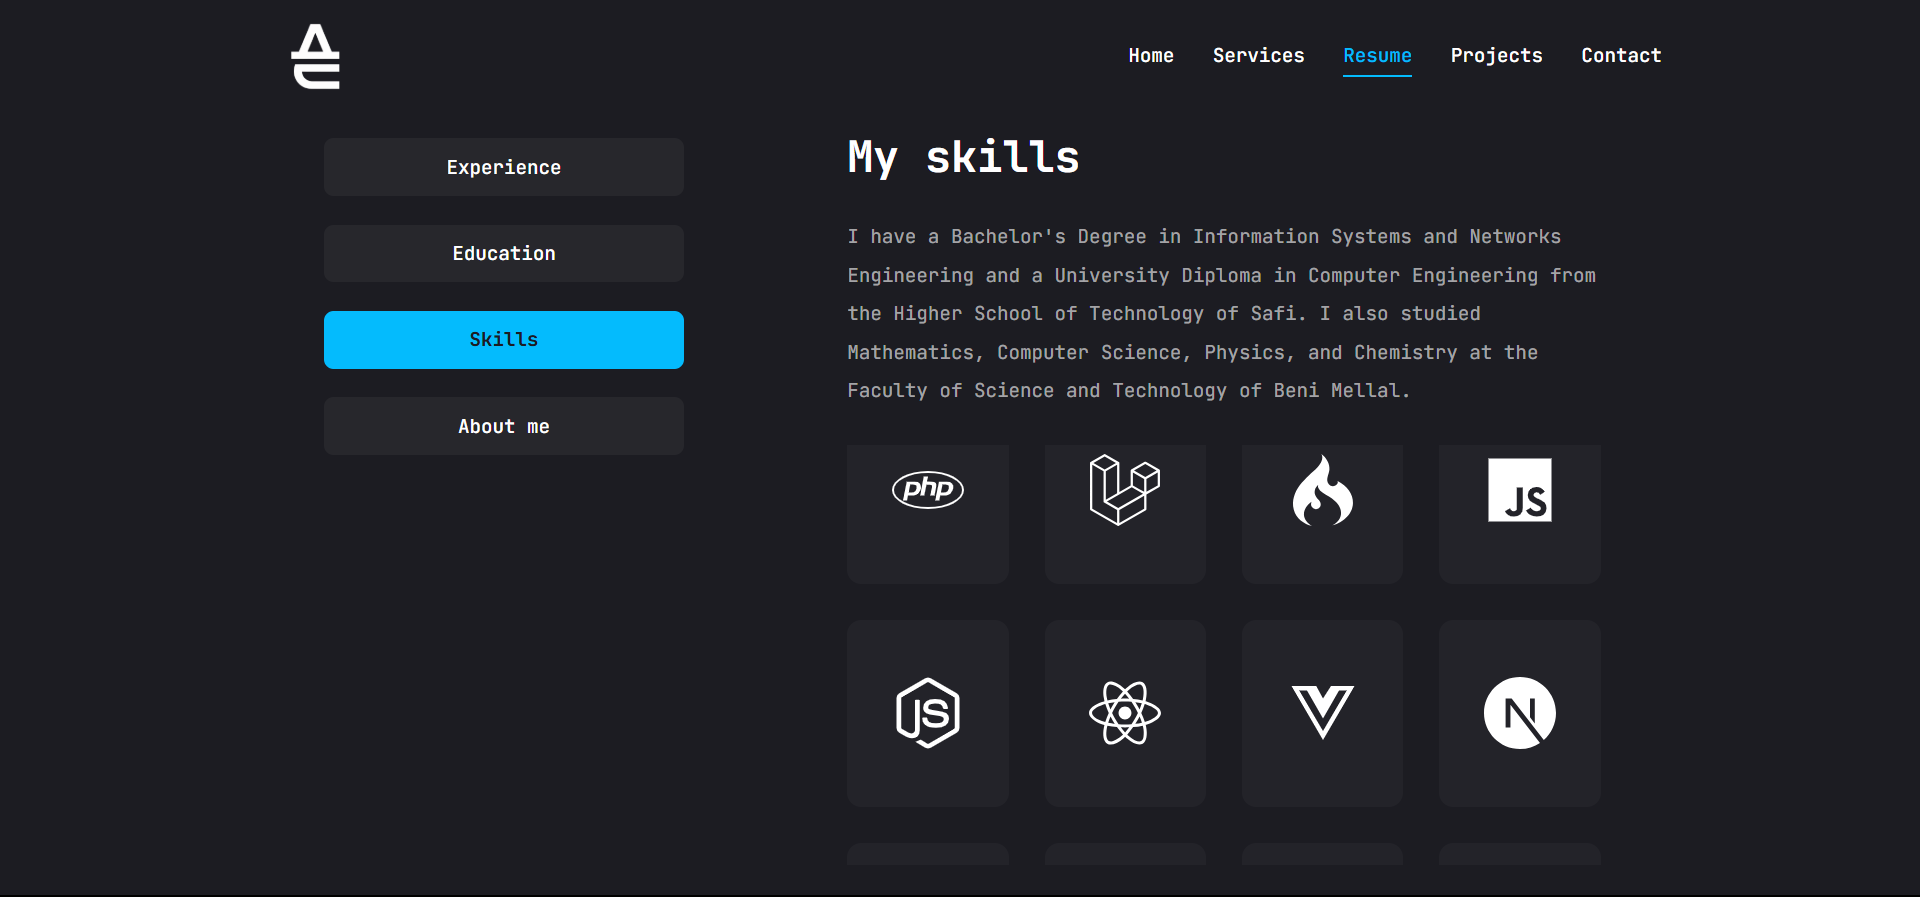 Home Services Resume Projects Contact
Experience
Education
Skills
About me
My skills
I have a Bachelor's Degree in Information Systems and Networks
Engineering and a University Diploma in Computer Engineering from
the Higher School of Technology of Safi. I also studied
Mathematics, Computer Science, Physics, and Chemistry at the
Faculty of Science and Technology of Beni Mellal.
php
JS
JS
N